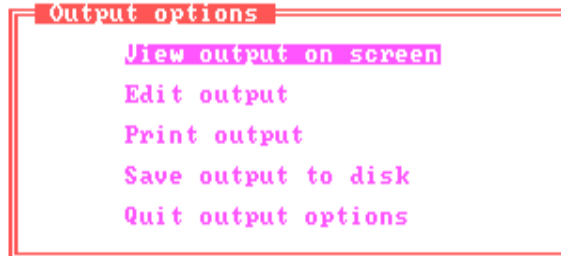 Output options
View output on screen
Edit output
Print output
Save output to disk
Quit output options